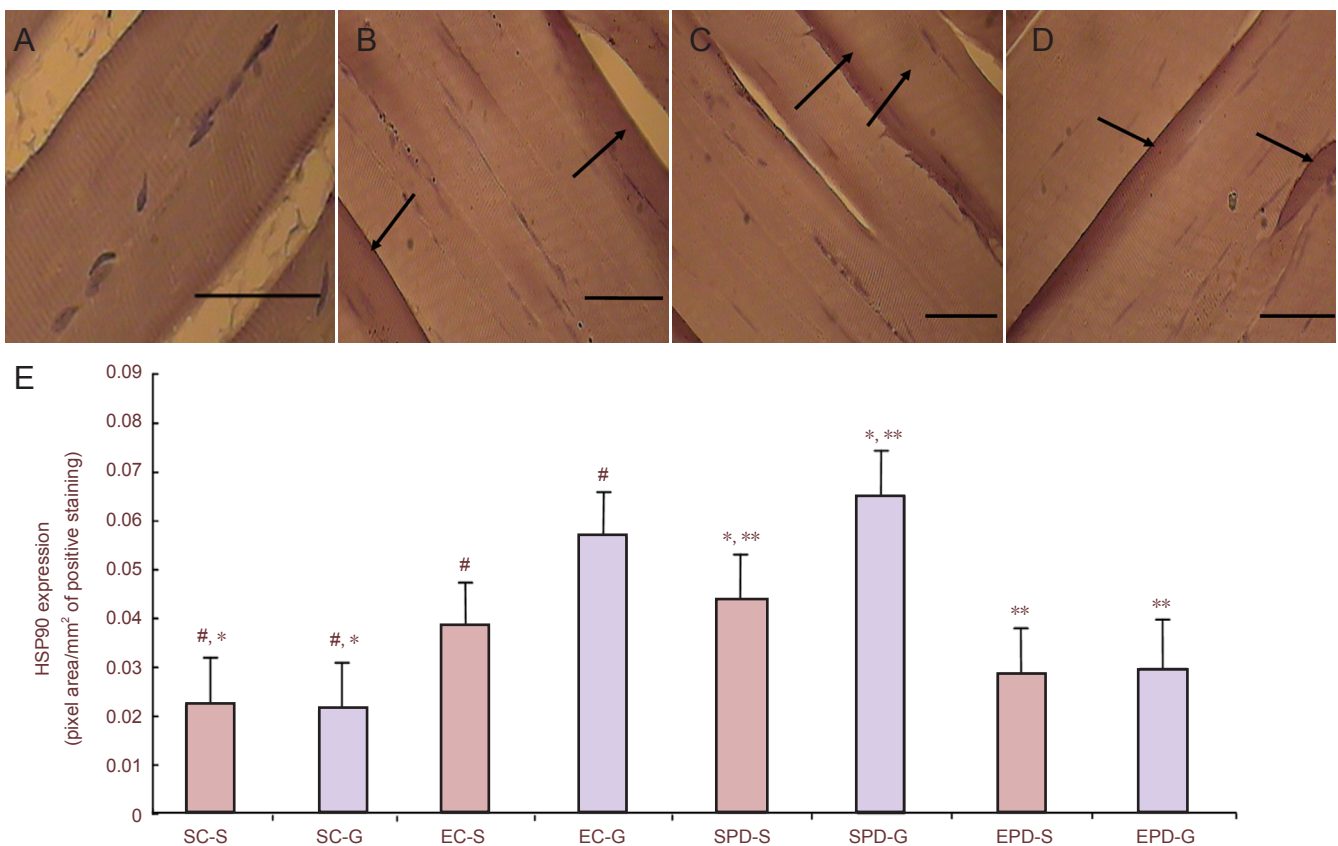 A
B
C
D
E
HSP90 expression
(pixel area/mm² of positive staining)
0.09
0.08
0.07
0.06
0.05
0.04
0.03
0.02
0.01
0
#, *
#, *
#
#
*, **
*, **
**
**
SC-S
SC-G
EC-S
EC-G
SPD-S
SPD-G
EPD-S
EPD-G